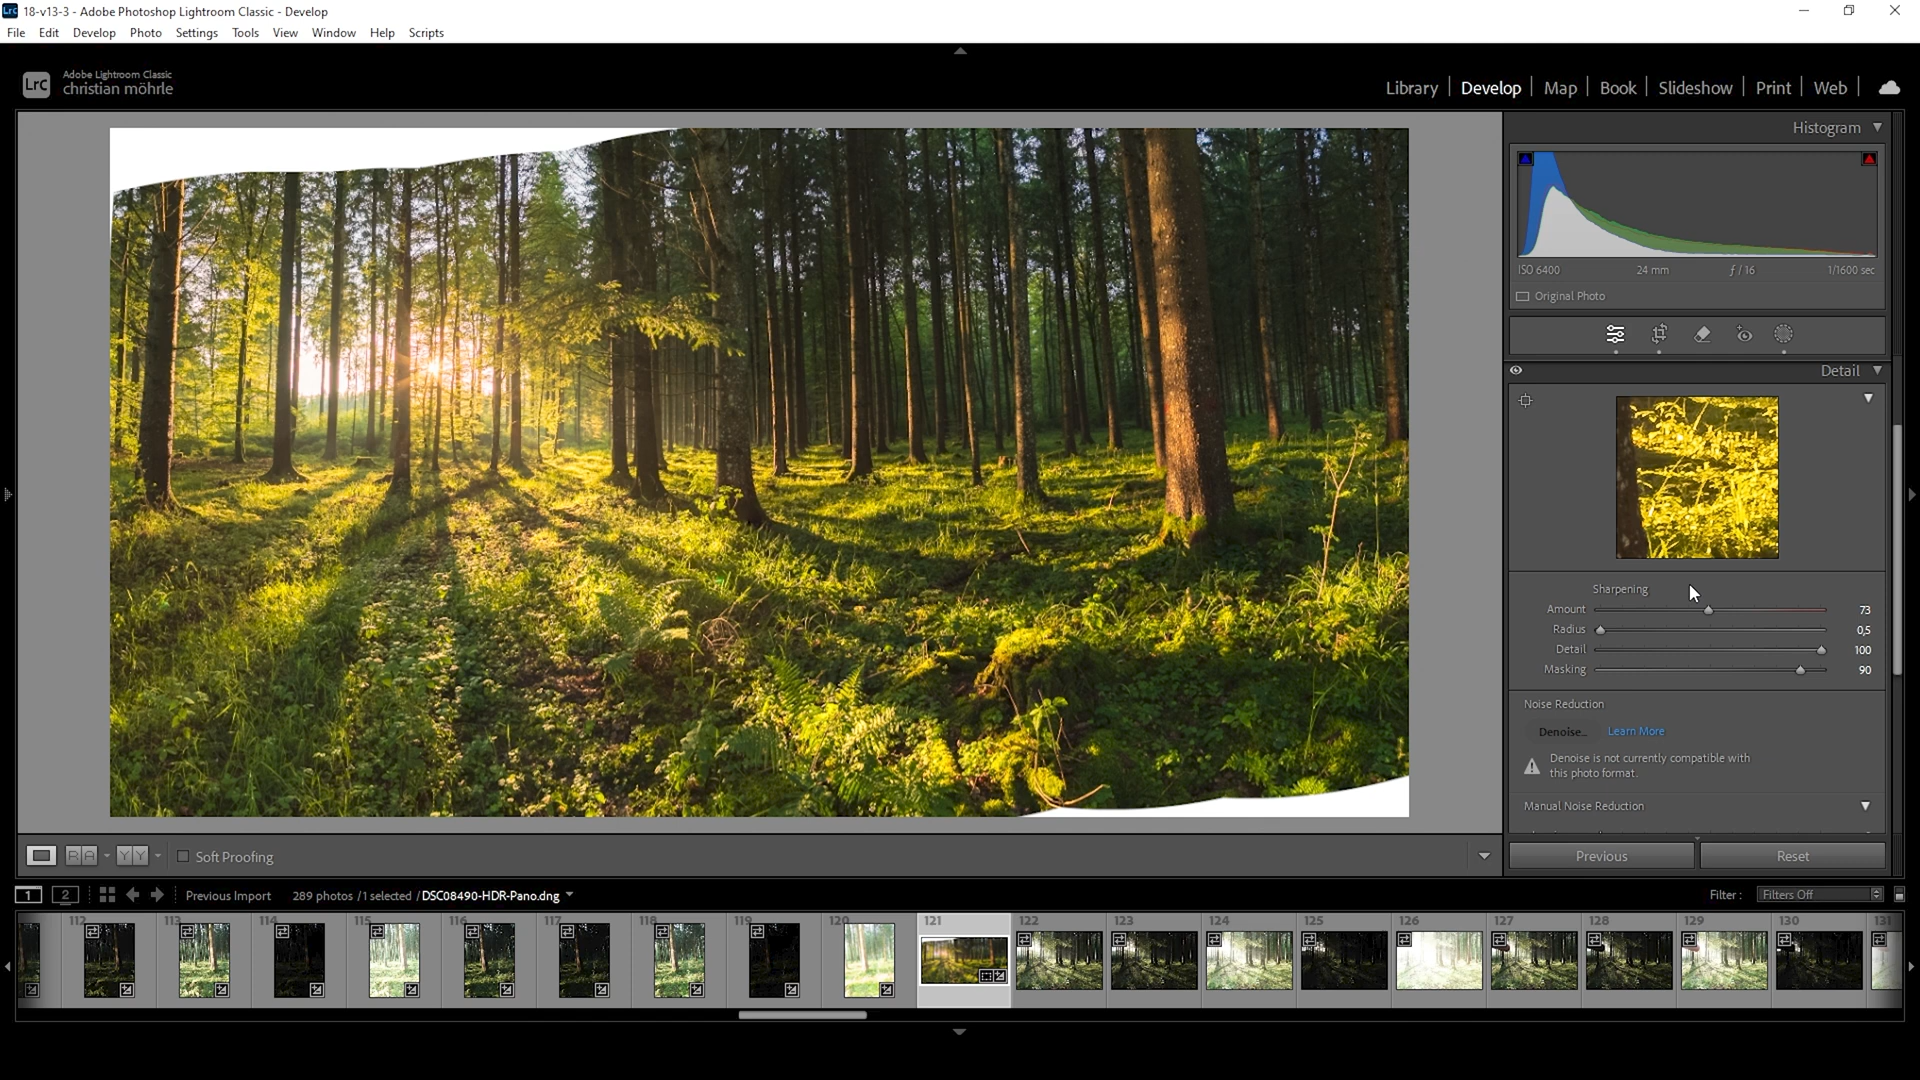 Lrc 18-v13-3 - Adobe Photoshop Lightroom Classic - Develop
File Edit Develop Photo Settings Tools View Window Help Scripts
LrC Adobe Lightroom Classic
christian möhrle
Library Develop Map Book Slideshow Print Web
Histogram
ISO 6400 24 mm ƒ / 16 1/1600 sec
Original Photo
Detail
Sharpening
Amount 73
Radius 0,5
Detail 100
Masking 90
Noise Reduction
Denoise... Learn More
Denoise is not currently compatible with
this photo format.
Manual Noise Reduction
R A Y Y Soft Proofing
Previous Reset
1 2 Previous Import 289 photos / 1 selected / DSC08490-HDR-Pano.dng Filter : Filters Off
112 113 114 115 116 117 118 119 120 121 122 123 124 125 126 127 128 129 130 131